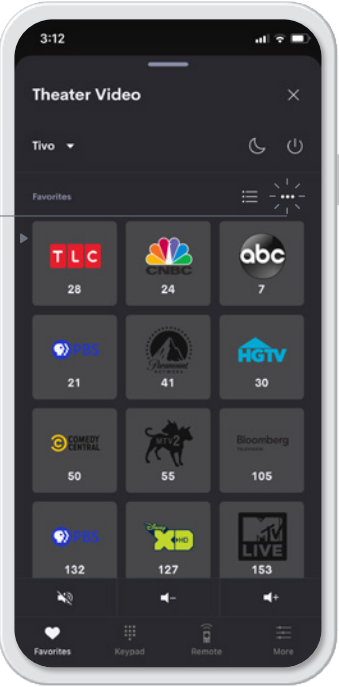 3:12
Theater Video
Tivo
Favorites
TLC
28
CNBC
24
abc
7
PBS
21
Paramount
NETWORK
41
HGTV
30
COMEDY
CENTRAL
50
MTV2
55
Bloomberg
TELEVISION
105
PBS
132
Disney
XD HD
127
MTV
LIVE
153
Favorites
Keypad
Remote
More